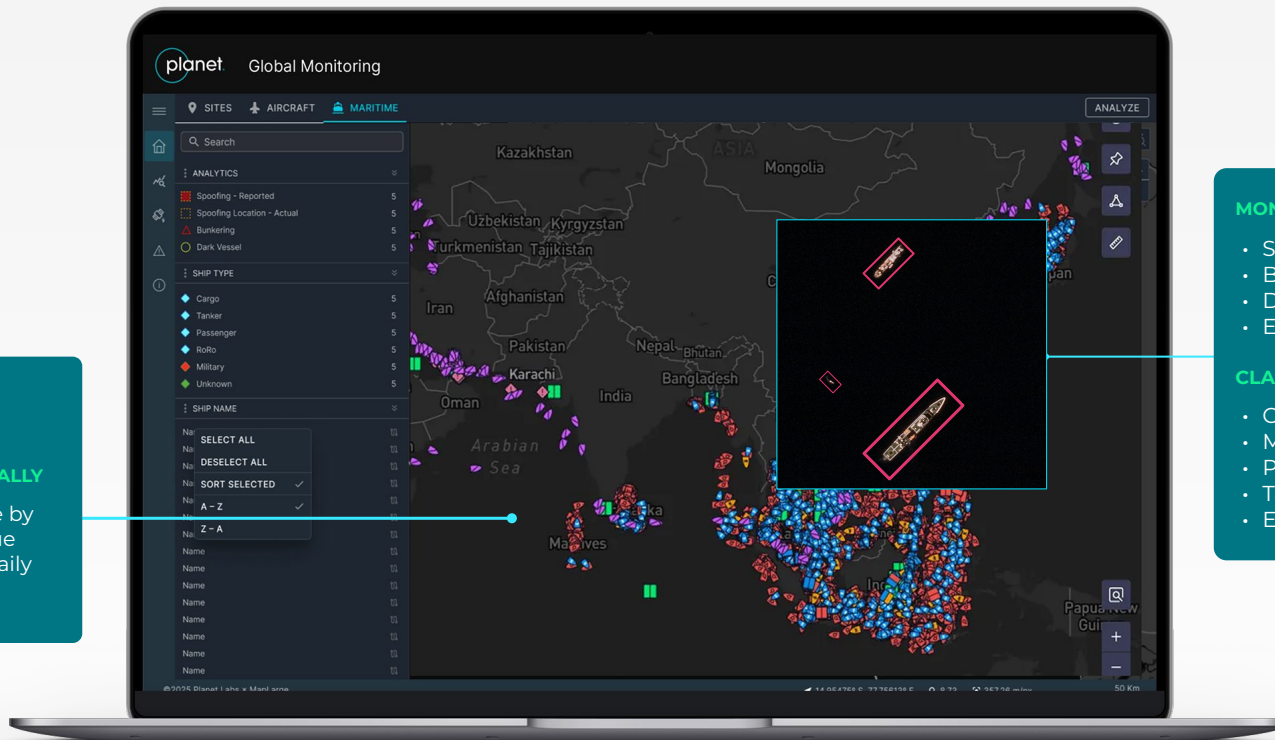 planet. Global Monitoring
SITES AIRCRAFT MARITIME
ANALYZE
Search
ANALYTICS
Spoofing - Reported 5
Spoofing Location - Actual 5
Bunkering 5
Dark Vessel 5
SHIP TYPE
Cargo 5
Tanker 5
Passenger 5
RoRo 5
Military 5
Unknown 5
SHIP NAME
SELECT ALL
DESELECT ALL
SORT SELECTED
A – Z
Z – A
Name
Name
Name
Name
Name
Name
Name
Name
©2025 Planet Labs × MapLarge
50 Km
ASIA
Kazakhstan
Mongolia
Uzbekistan
Kyrgyzstan
Turkmenistan
Tajikistan
Afghanistan
Iran
Pakistan
Nepal
Bhutan
Karachi
Bangladesh
India
Oman
Arabian
Sea
Maldives
Papua New
ALLY
e by
MON
• S
• B
• D
• E
CLA
• M
• P
• T
• E